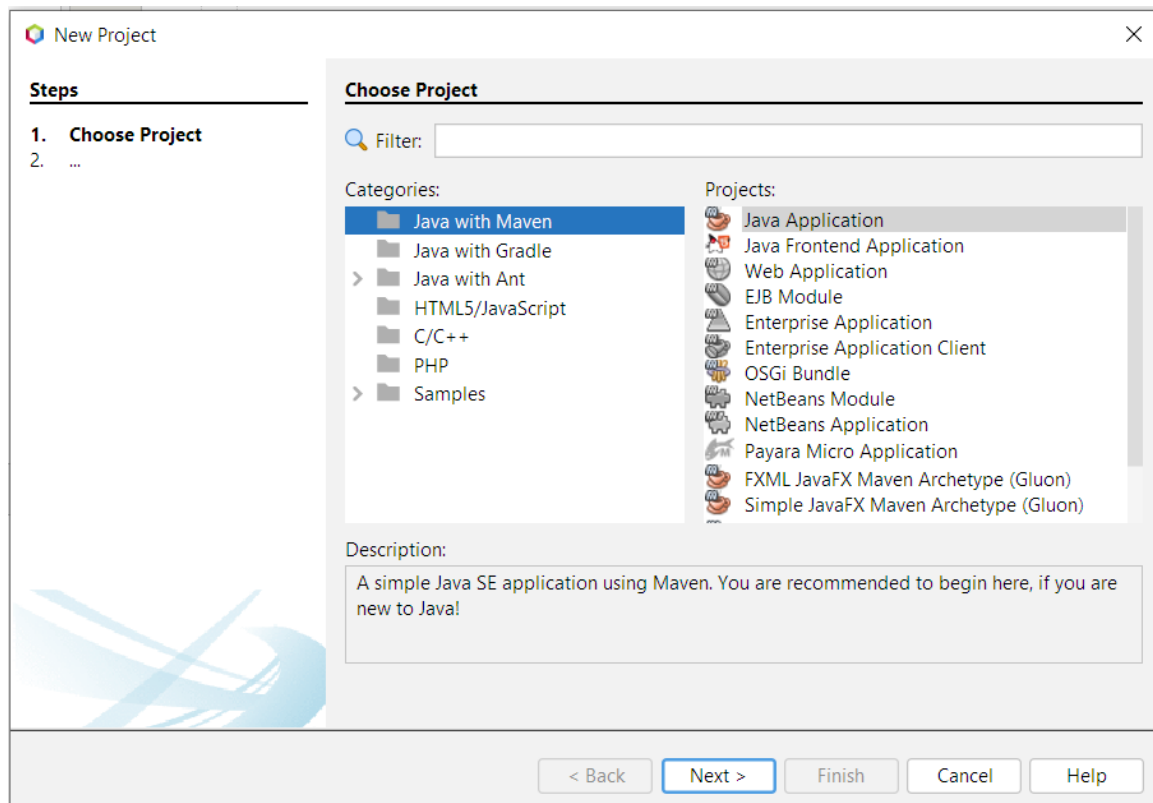 New Project
Steps
1. Choose Project
2. ...
Choose Project
Filter:
Categories:
Java with Maven
Java with Gradle
Java with Ant
HTML5/JavaScript
C/C++
PHP
Samples
Projects:
Java Application
Java Frontend Application
Web Application
EJB Module
Enterprise Application
Enterprise Application Client
OSGi Bundle
NetBeans Module
NetBeans Application
Payara Micro Application
FXML JavaFX Maven Archetype (Gluon)
Simple JavaFX Maven Archetype (Gluon)
Description:
A simple Java SE application using Maven. You are recommended to begin here, if you are
new to Java!
< Back
Next >
Finish
Cancel
Help